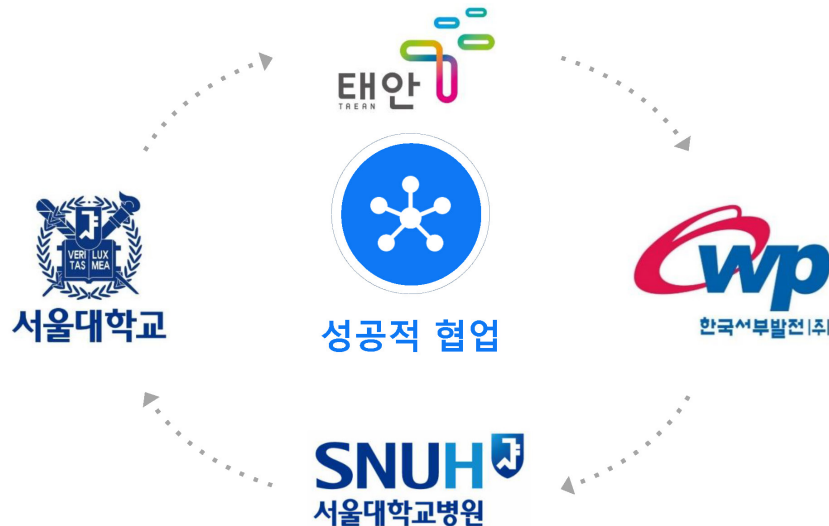 태안
TAEAN
VERI LUX
TAS MEA
서울대학교
wp
한국서부발전(주)
성공적 협업
SNUH
서울대학교병원